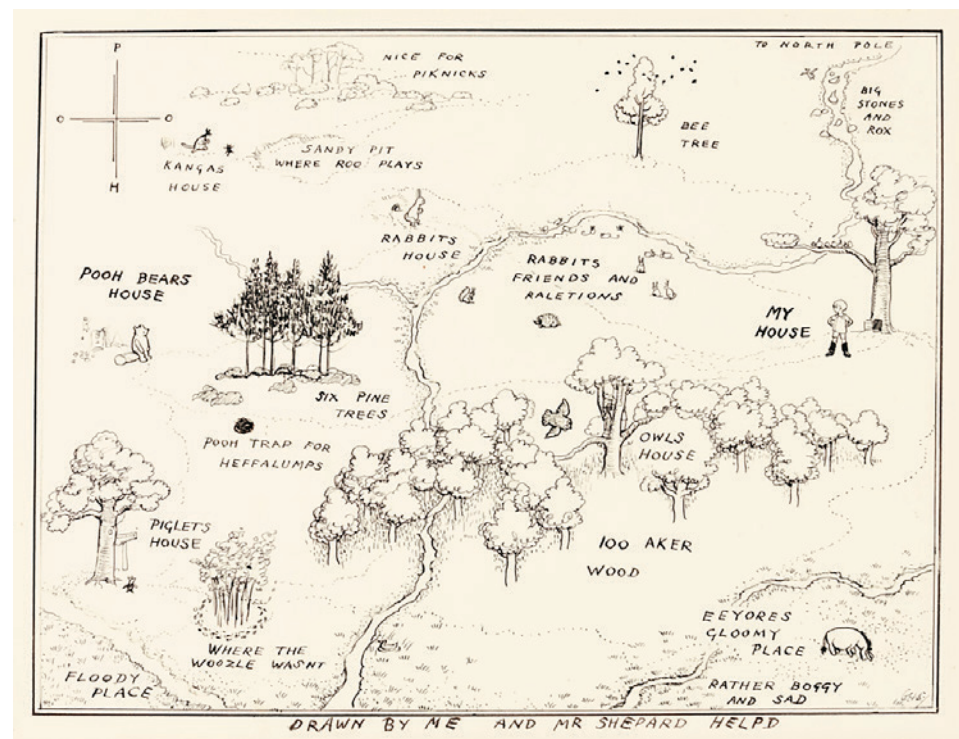 TO NORTH POLE
P
O O
H
NICE FOR
PIKNICKS
BIG
STONES
AND
ROX
BEE
TREE
SANDY PIT
WHERE ROO PLAYS
KANGAS
HOUSE
RABBITS
HOUSE
RABBITS
FRIENDS AND
RALETIONS
POOH BEARS
HOUSE
MY
HOUSE
SIX PINE
TREES
POOH TRAP FOR
HEFFALUMPS
OWLS
HOUSE
PIGLETS
HOUSE
100 AKER
WOOD
WHERE THE
WOOZLE WASNT
EEYORES
GLOOMY
PLACE
FLOODY
PLACE
RATHER BOGGY
AND SAD
DRAWN BY ME AND MR SHEPARD HELPD